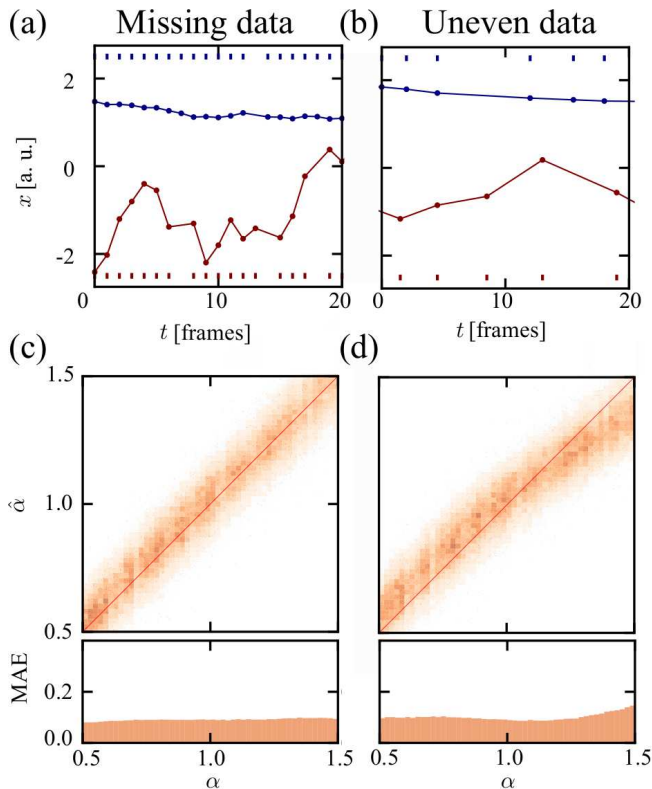 (a) Missing data (b) Uneven data
2
0
-2
x [a. u.]
0 10 20 0 10 20
t [frames] t [frames]
(c) (d)
1.5
1.0
0.5
α̂
MAE
0.2
0.0
0.5 1.0 1.5 0.5 1.0 1.5
α α